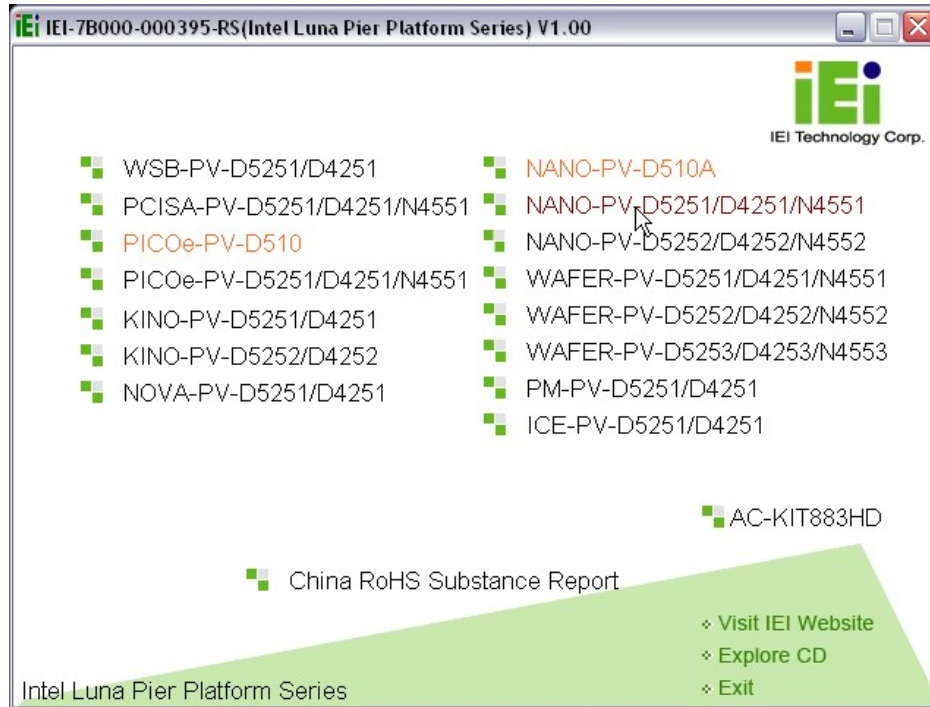 iEi IEI-7B000-000395-RS(Intel Luna Pier Platform Series) V1.00
iEi
IEI Technology Corp.
WSB-PV-D5251/D4251
PCISA-PV-D5251/D4251/N4551
PICOe-PV-D510
PICOe-PV-D5251/D4251/N4551
KINO-PV-D5251/D4251
KINO-PV-D5252/D4252
NOVA-PV-D5251/D4251
NANO-PV-D510A
NANO-PV-D5251/D4251/N4551
NANO-PV-D5252/D4252/N4552
WAFER-PV-D5251/D4251/N4551
WAFER-PV-D5252/D4252/N4552
WAFER-PV-D5253/D4253/N4553
PM-PV-D5251/D4251
ICE-PV-D5251/D4251
AC-KIT883HD
China RoHS Substance Report
Visit IEI Website
Explore CD
Exit
Intel Luna Pier Platform Series